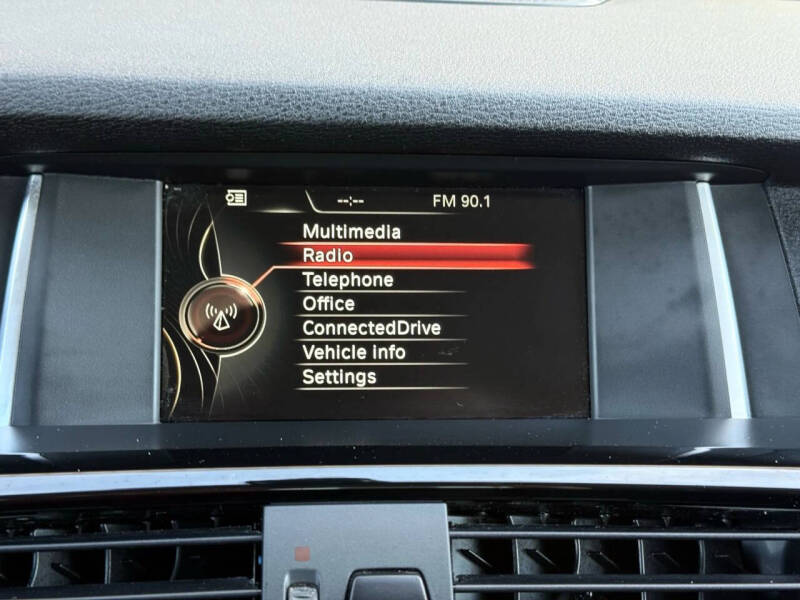 --:-- FM 90.1
Multimedia
Radio
Telephone
Office
ConnectedDrive
Vehicle info
Settings